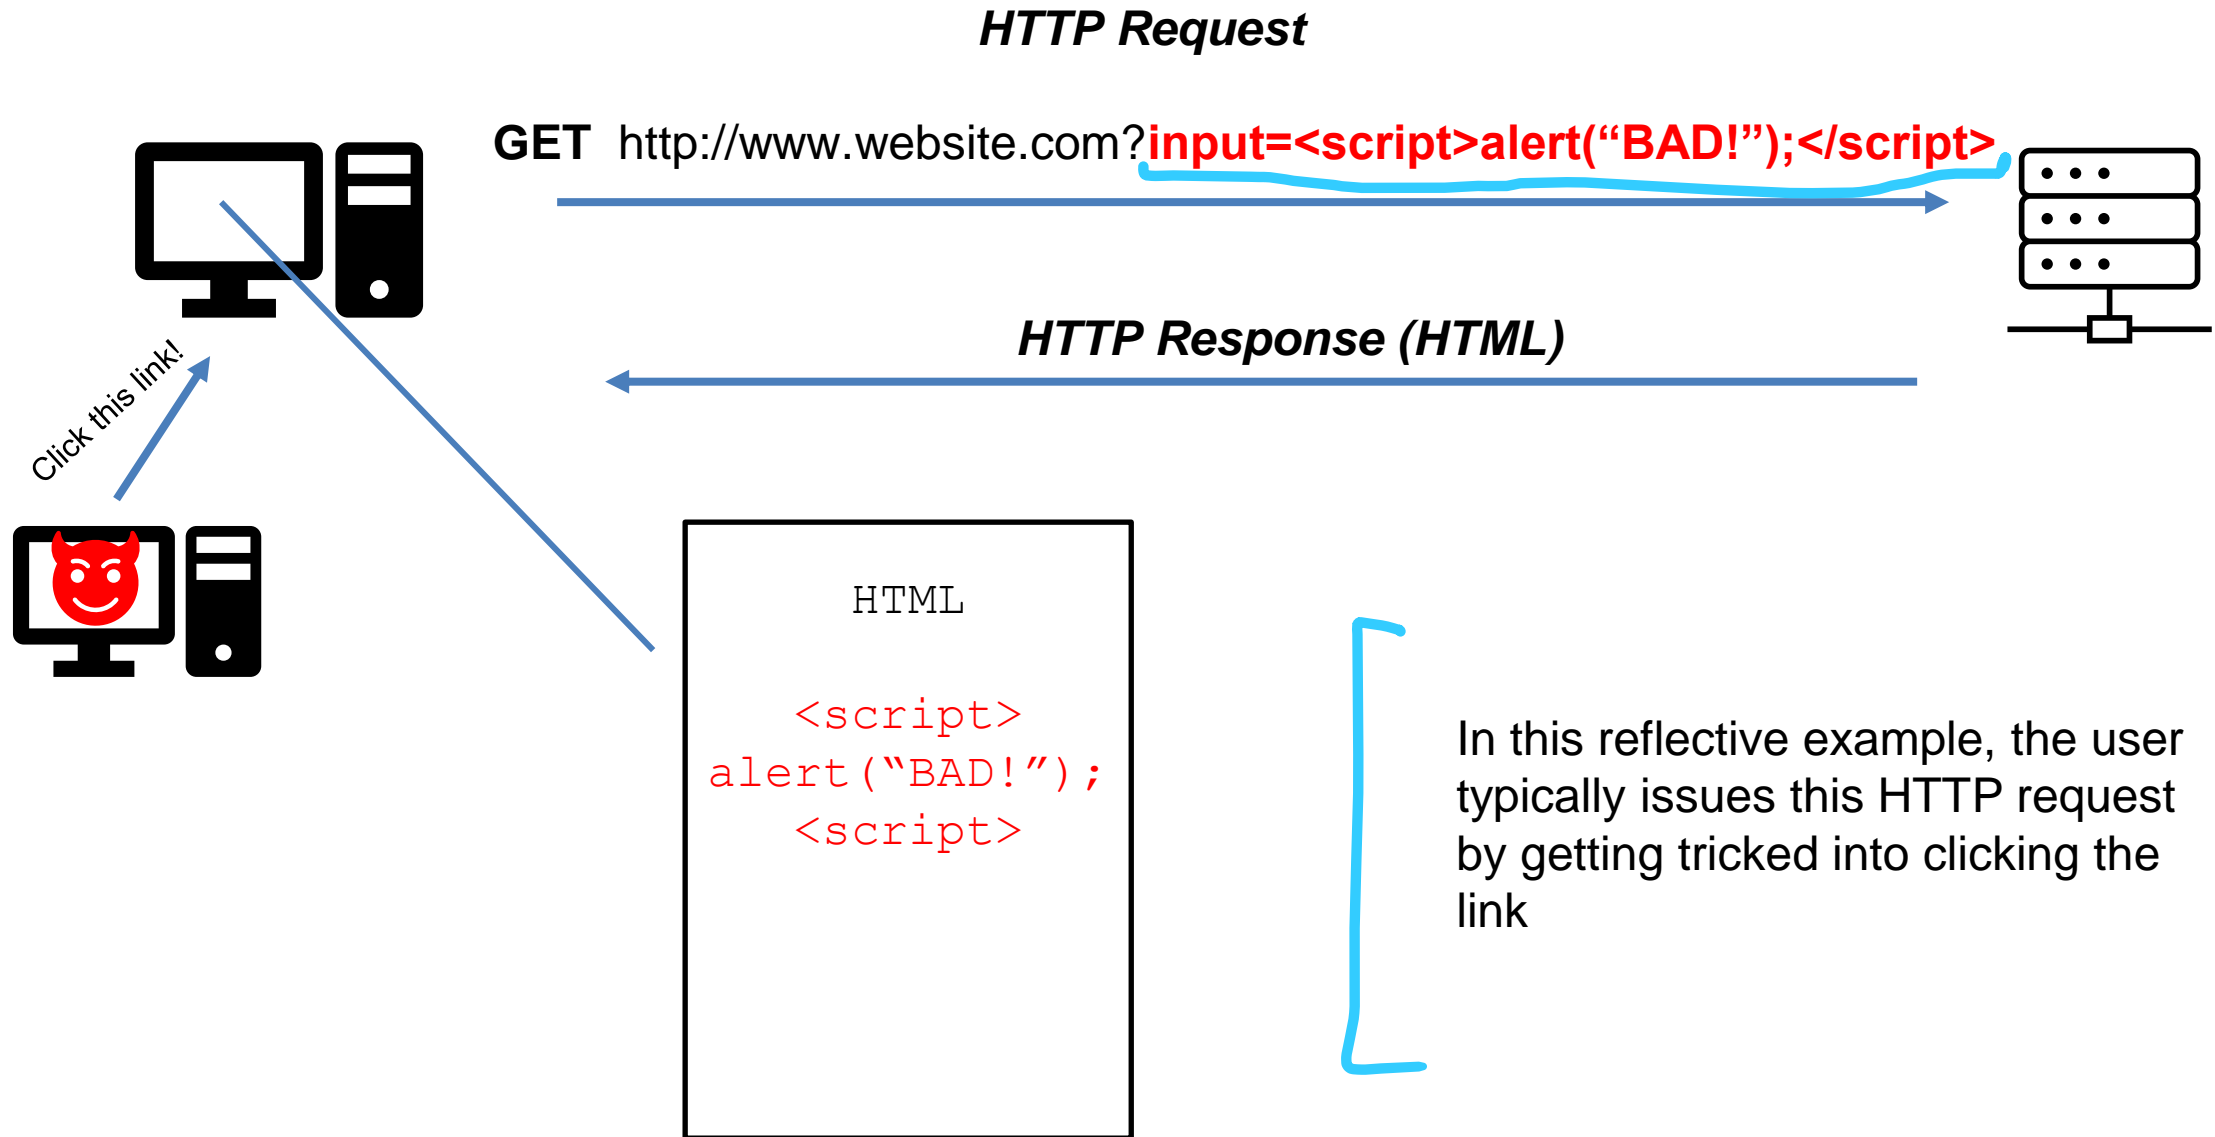 HTTP Request
GET http://www.website.com?input=<script>alert(“BAD!”);</script>
HTTP Response (HTML)
Click this link!
HTML
<script>
alert(“BAD!”);
<script>
In this reflective example, the user
typically issues this HTTP request
by getting tricked into clicking the
link